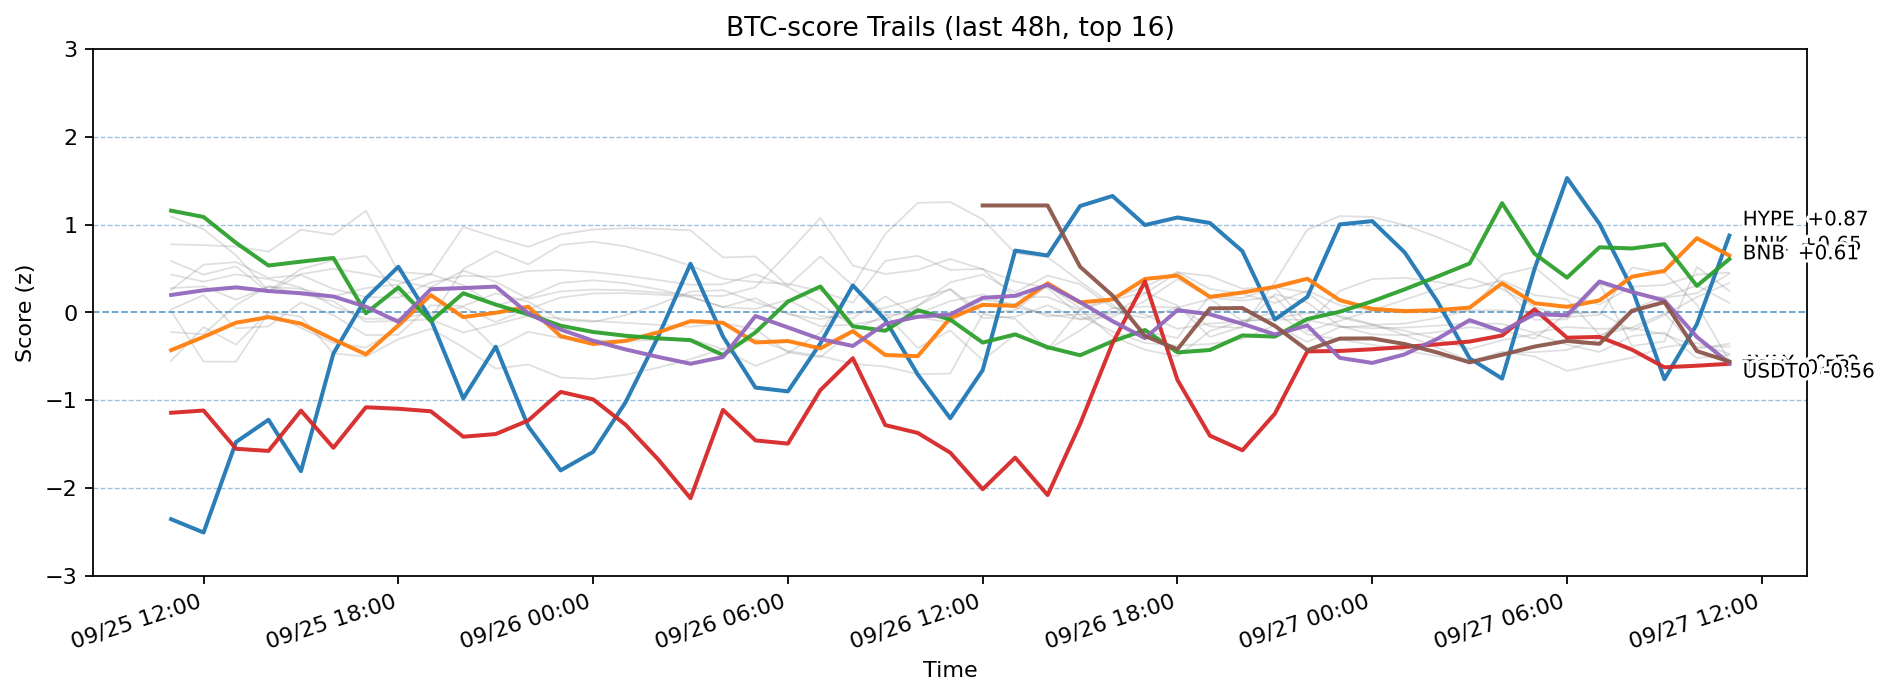 BTC-score Trails (last 48h, top 16)
Score (z)
3
2
1
0
−1
−2
−3
HYPE +0.87
BNB +0.61
USDT0 -0.56
09/25 12:00
09/25 18:00
09/26 00:00
09/26 06:00
09/26 12:00
09/26 18:00
09/27 00:00
09/27 06:00
09/27 12:00
Time